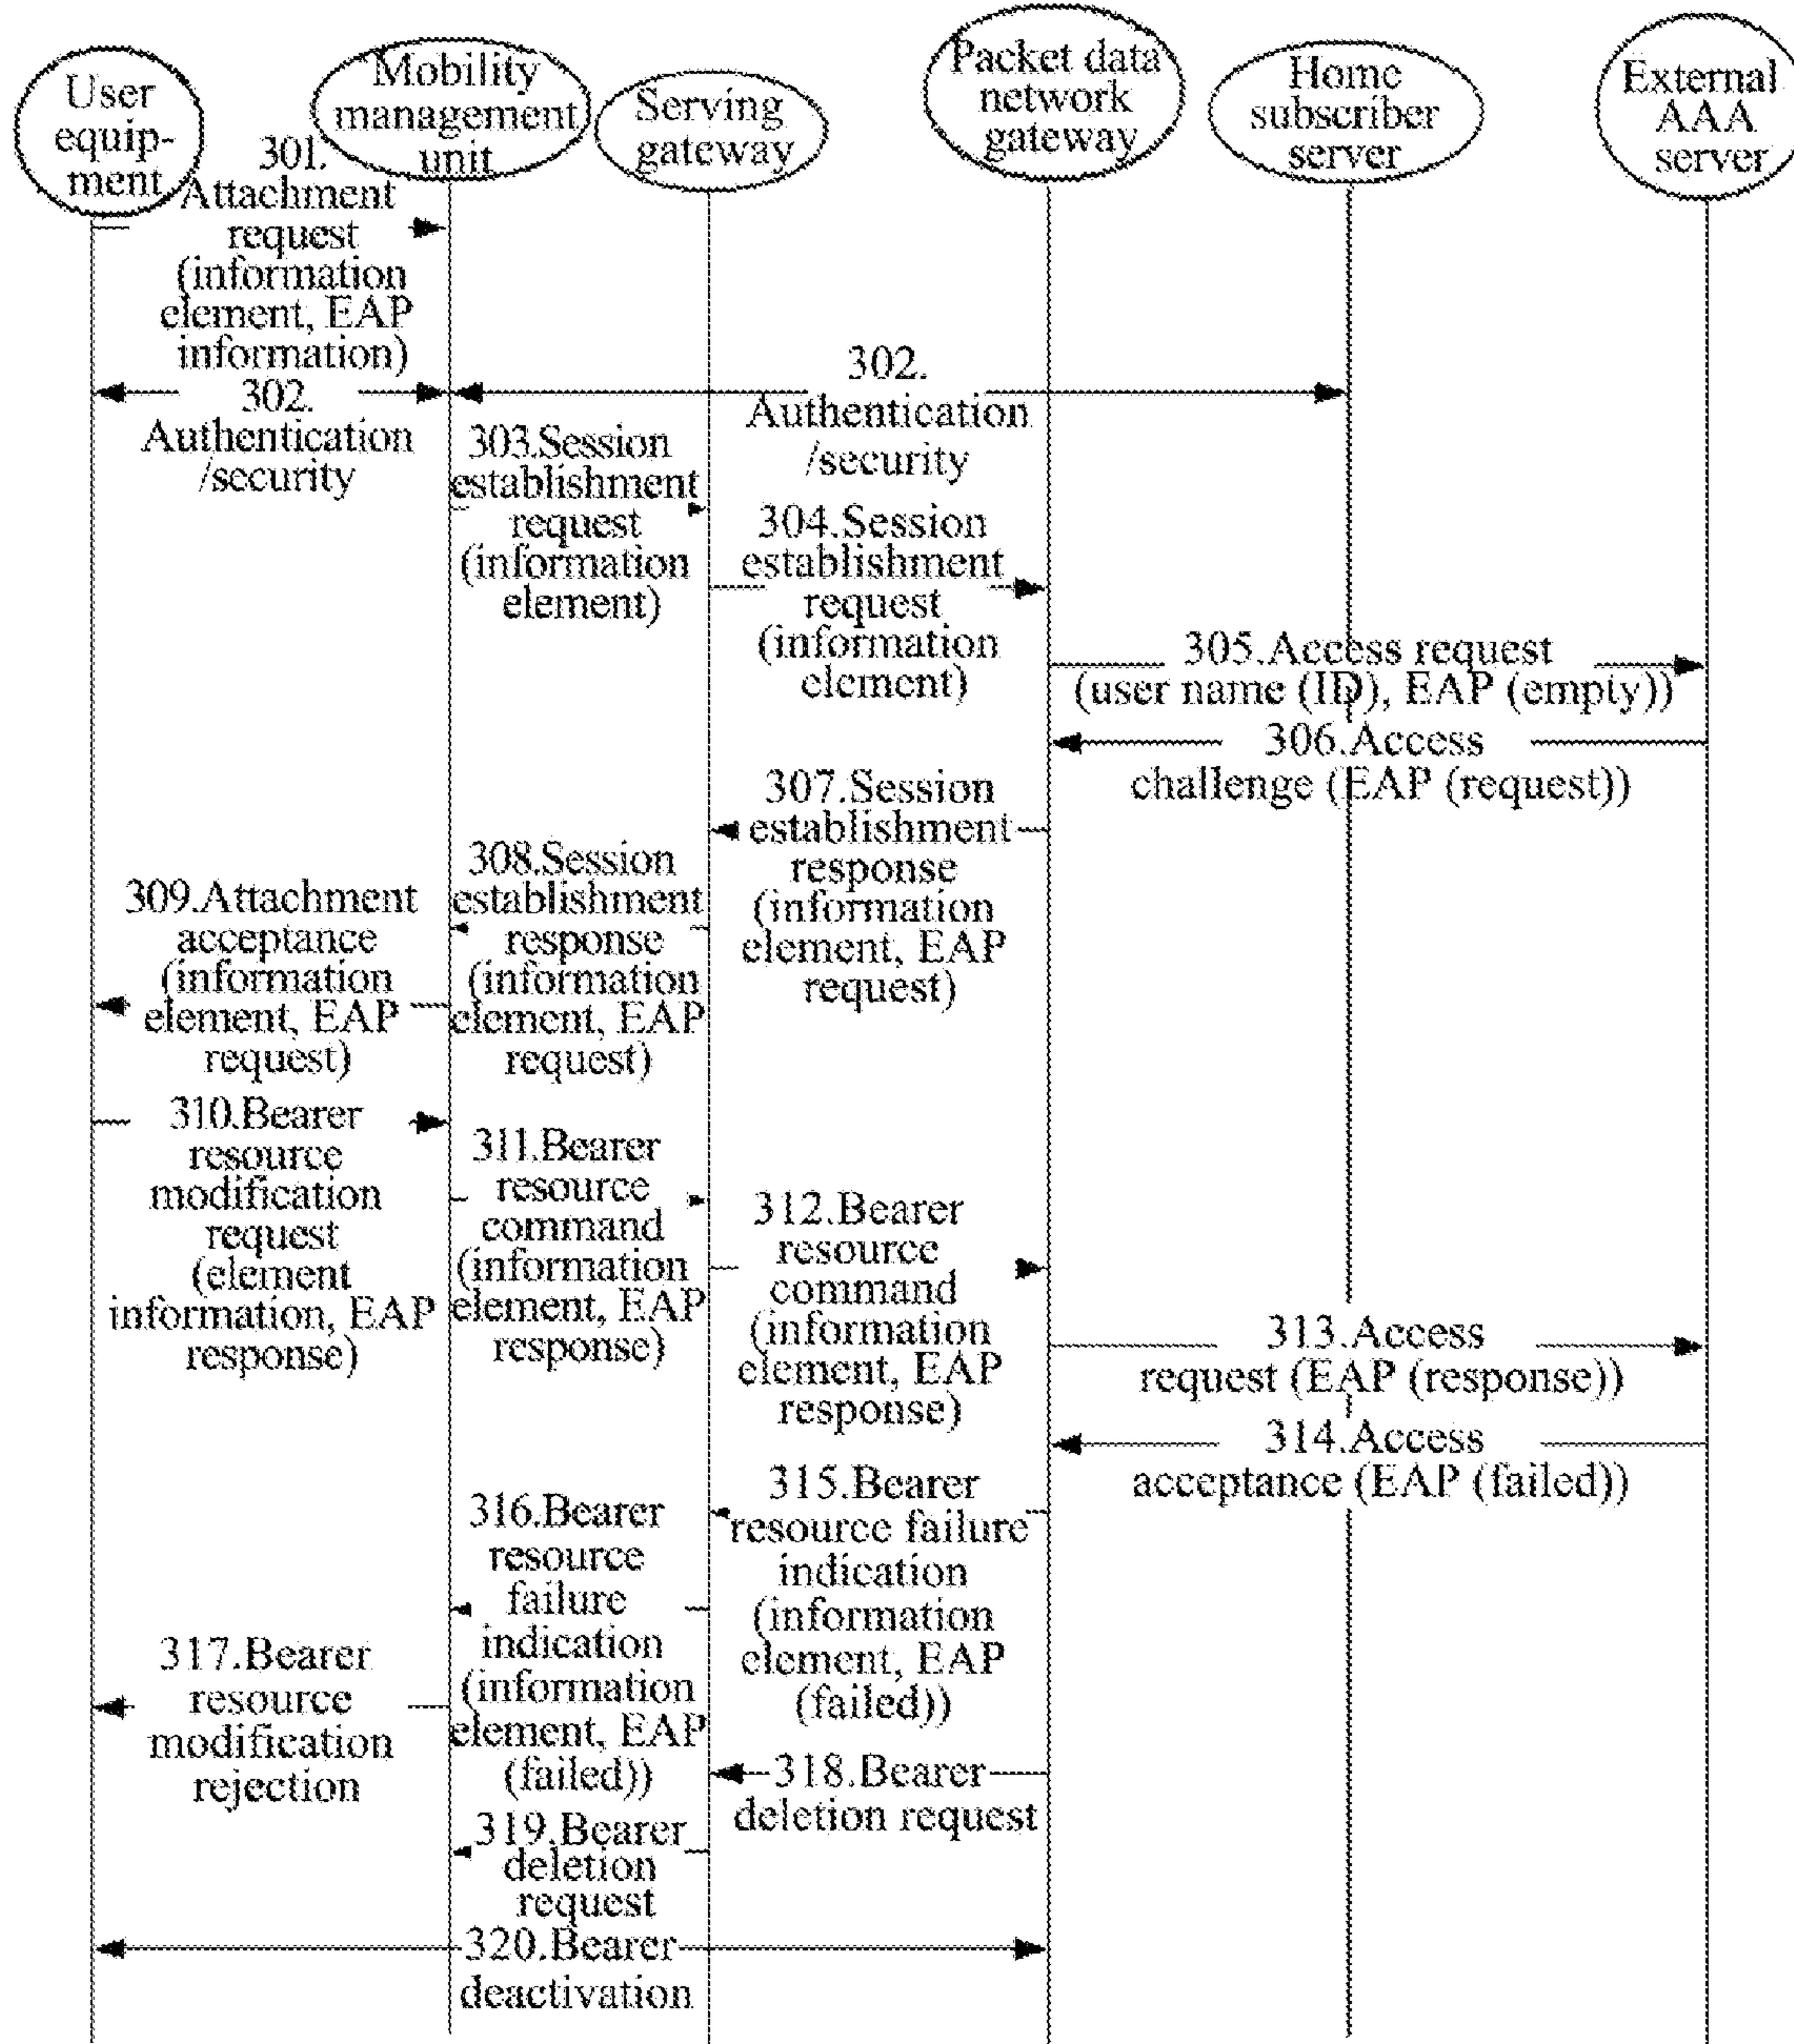 User
equip-
ment
Mobility
management
unit
Serving
gateway
Packet data
network
gateway
Home
subscriber
server
External
AAA
server
301.
Attachment
request
(information
element, EAP
information)
302.
Authentication
/security
302.
Authentication
/security
303.Session
establishment
request
(information
element)
304.Session
establishment
request
(information
element)
305.Access request
(user name (ID), EAP (empty))
306.Access
challenge (EAP (request))
307.Session
establishment
response
(information
element, EAP
request)
308.Session
establishment
response
(information
element, EAP
request)
309.Attachment
acceptance
(information
element, EAP
request)
310.Bearer
resource
modification
request
(element
information, EAP
response)
311.Bearer
resource
command
(information
element, EAP
response)
312.Bearer
resource
command
(information
element, EAP
response)
313.Access
request (EAP (response))
314.Access
acceptance (EAP (failed))
315.Bearer
resource failure
indication
(information
element, EAP
(failed))
316.Bearer
resource
failure
indication
(information
element, EAP
(failed))
317.Bearer
resource
modification
rejection
318.Bearer
deletion request
319.Bearer
deletion
request
320.Bearer
deactivation